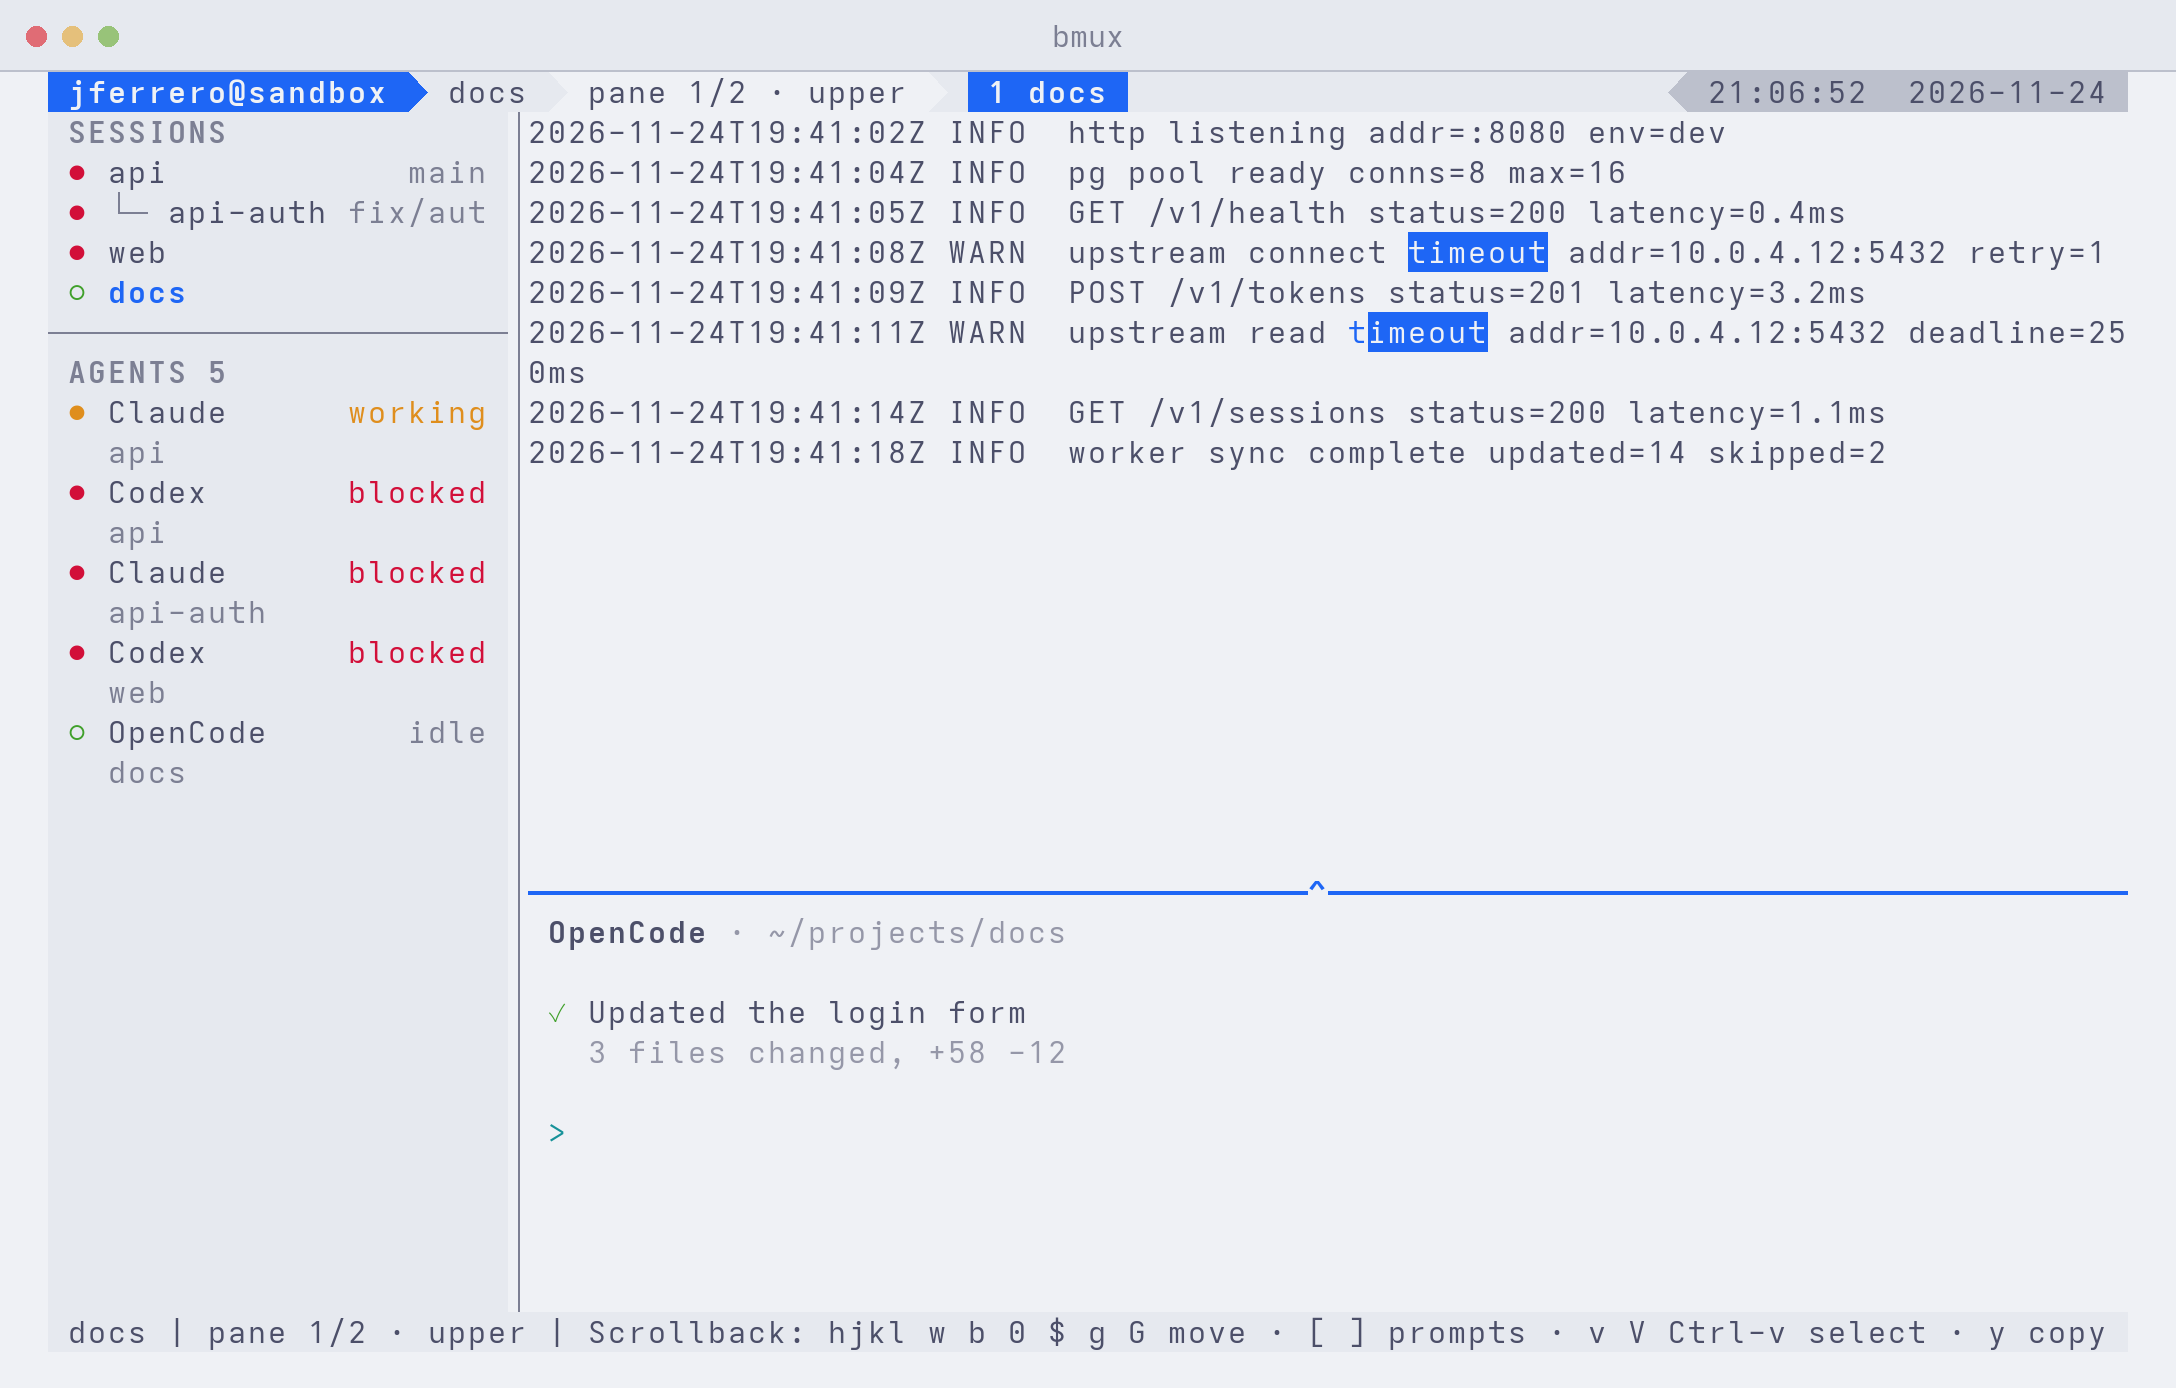 bmux
jferrero@sandbox docs pane 1/2 · upper 1 docs 21:06:52 2026-11-24
SESSIONS
● api main
● └─ api-auth fix/aut
● web
○ docs
AGENTS 5
● Claude working
api
● Codex blocked
api
● Claude blocked
api-auth
● Codex blocked
web
○ OpenCode idle
docs
2026-11-24T19:41:02Z INFO  http listening addr=:8080 env=dev
2026-11-24T19:41:04Z INFO  pg pool ready conns=8 max=16
2026-11-24T19:41:05Z INFO  GET /v1/health status=200 latency=0.4ms
2026-11-24T19:41:08Z WARN  upstream connect timeout addr=10.0.4.12:5432 retry=1
2026-11-24T19:41:09Z INFO  POST /v1/tokens status=201 latency=3.2ms
2026-11-24T19:41:11Z WARN  upstream read timeout addr=10.0.4.12:5432 deadline=25
0ms
2026-11-24T19:41:14Z INFO  GET /v1/sessions status=200 latency=1.1ms
2026-11-24T19:41:18Z INFO  worker sync complete updated=14 skipped=2
^
OpenCode · ~/projects/docs
✓ Updated the login form
3 files changed, +58 -12
>
docs | pane 1/2 · upper | Scrollback: hjkl w b 0 $ g G move · [ ] prompts · v V Ctrl-v select · y copy